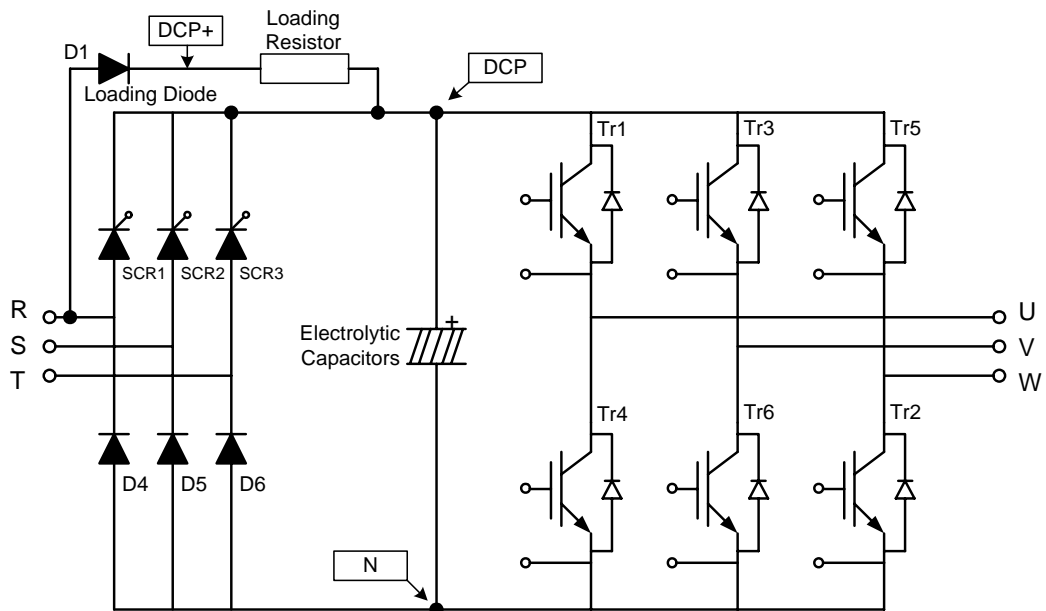 Loading
Resistor
DCP+
D1
DCP
Loading Diode
Tr1
Tr3
Tr5
SCR1
SCR2
SCR3
R
S
T
+
Electrolytic
Capacitors
U
V
W
Tr4
Tr6
Tr2
D4
D5
D6
N